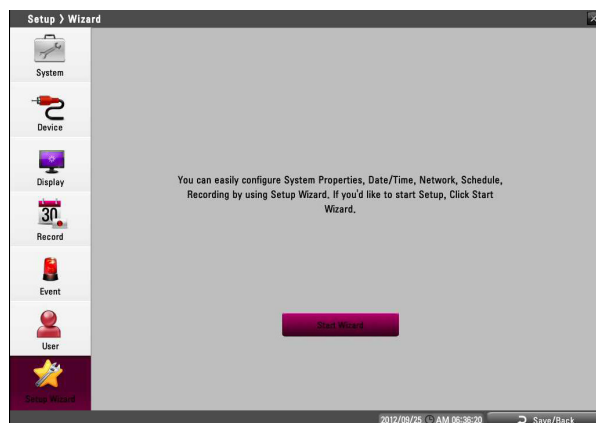 Setup > Wizard
System
Device
Display
30
Record
Event
User
Setup Wizard
You can easily configure System Properties, Date/Time, Network, Schedule,
Recording by using Setup Wizard. If you'd like to start Setup, Click Start
Wizard.
Start Wizard
2012/09/25 AM 06:36:20
Save/Back